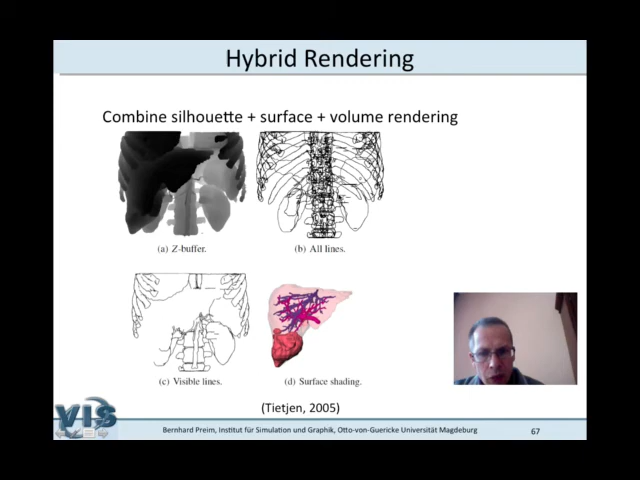 Hybrid Rendering
Combine silhouette + surface + volume rendering
(a) Z-buffer.
(b) All lines.
(c) Visible lines.
(d) Surface shading.
(Tietjen, 2005)
VIS
Bernhard Preim, Institut für Simulation und Graphik, Otto-von-Guericke Universität Magdeburg
67